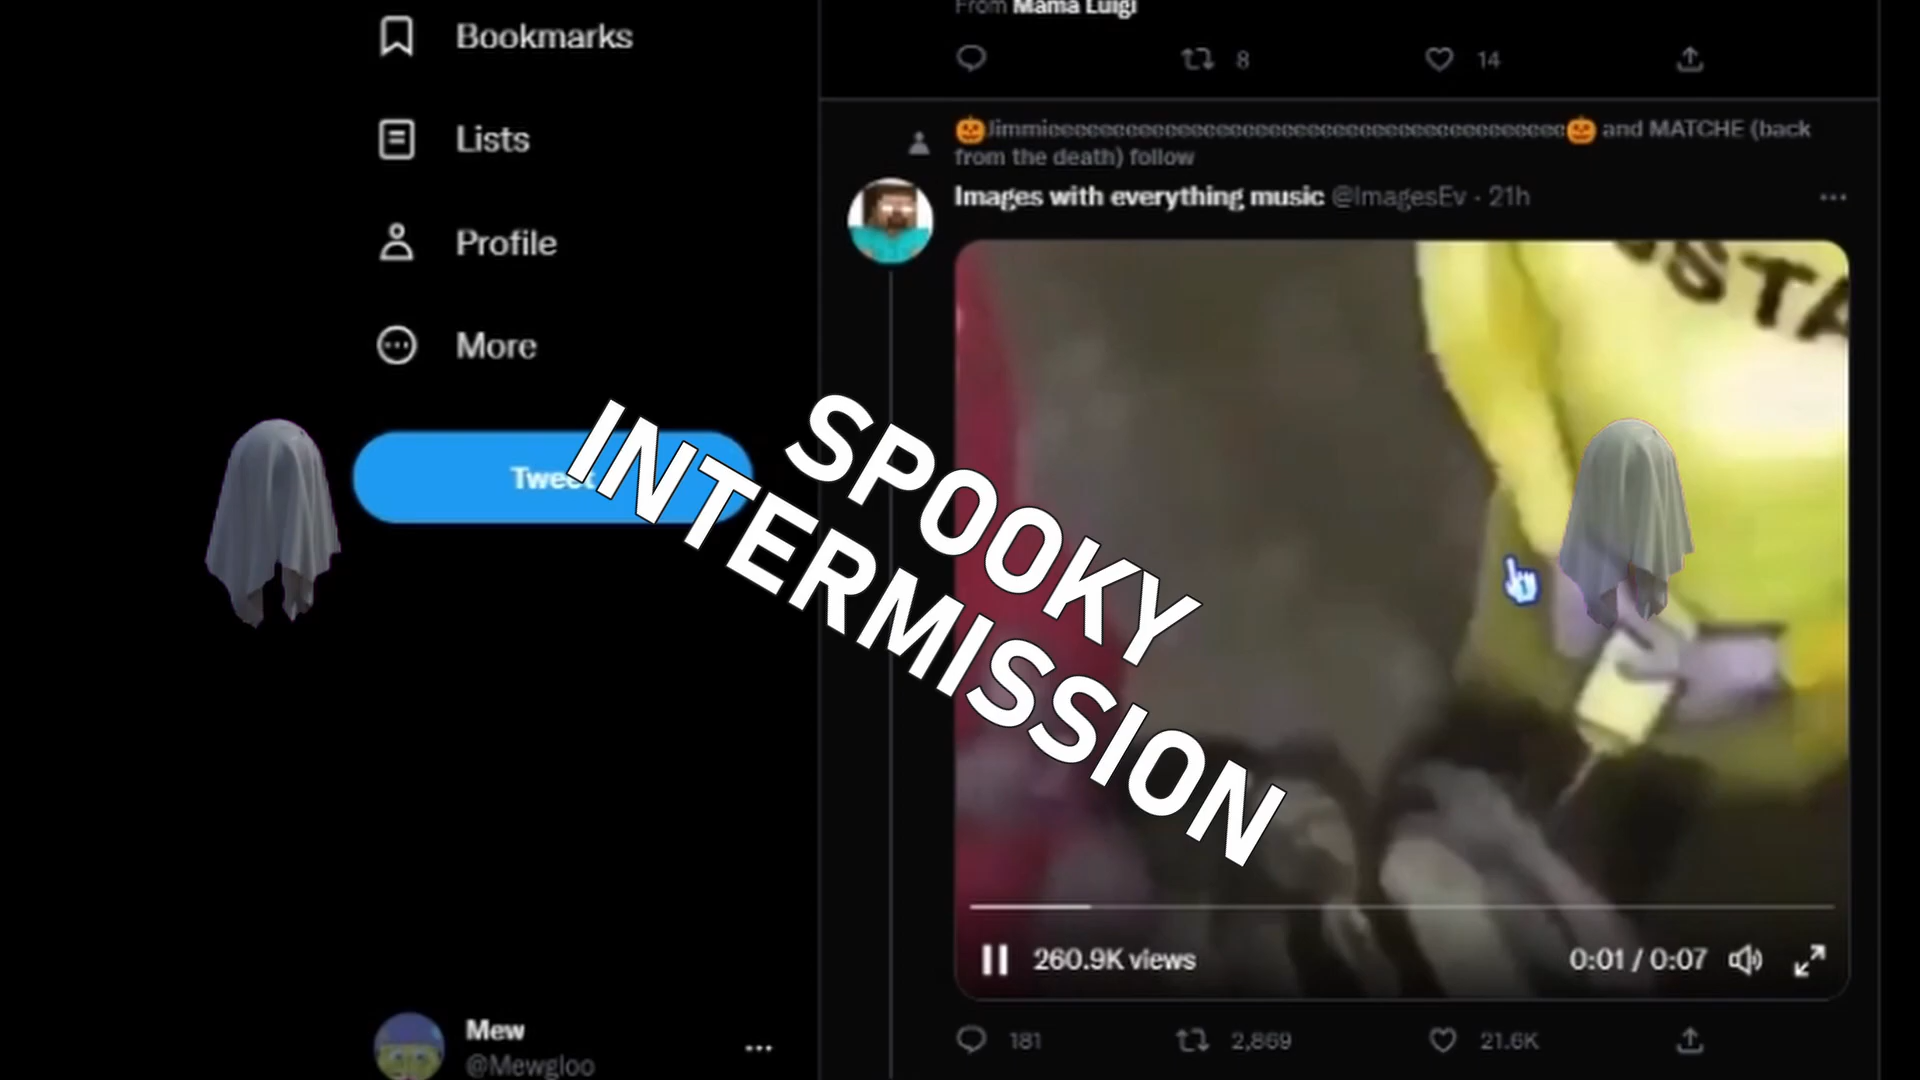 Bookmarks
Lists
Profile
More
Tweet
Mew
@Mewgloo
From Mama Luigi
8
14
and MATCHE (back
from the death) follow
Images with everything music @ImagesEv · 21h
STA
SPOOKY
INTERMISSION
260.9K views
0:01 / 0:07
181
2,869
21.6K